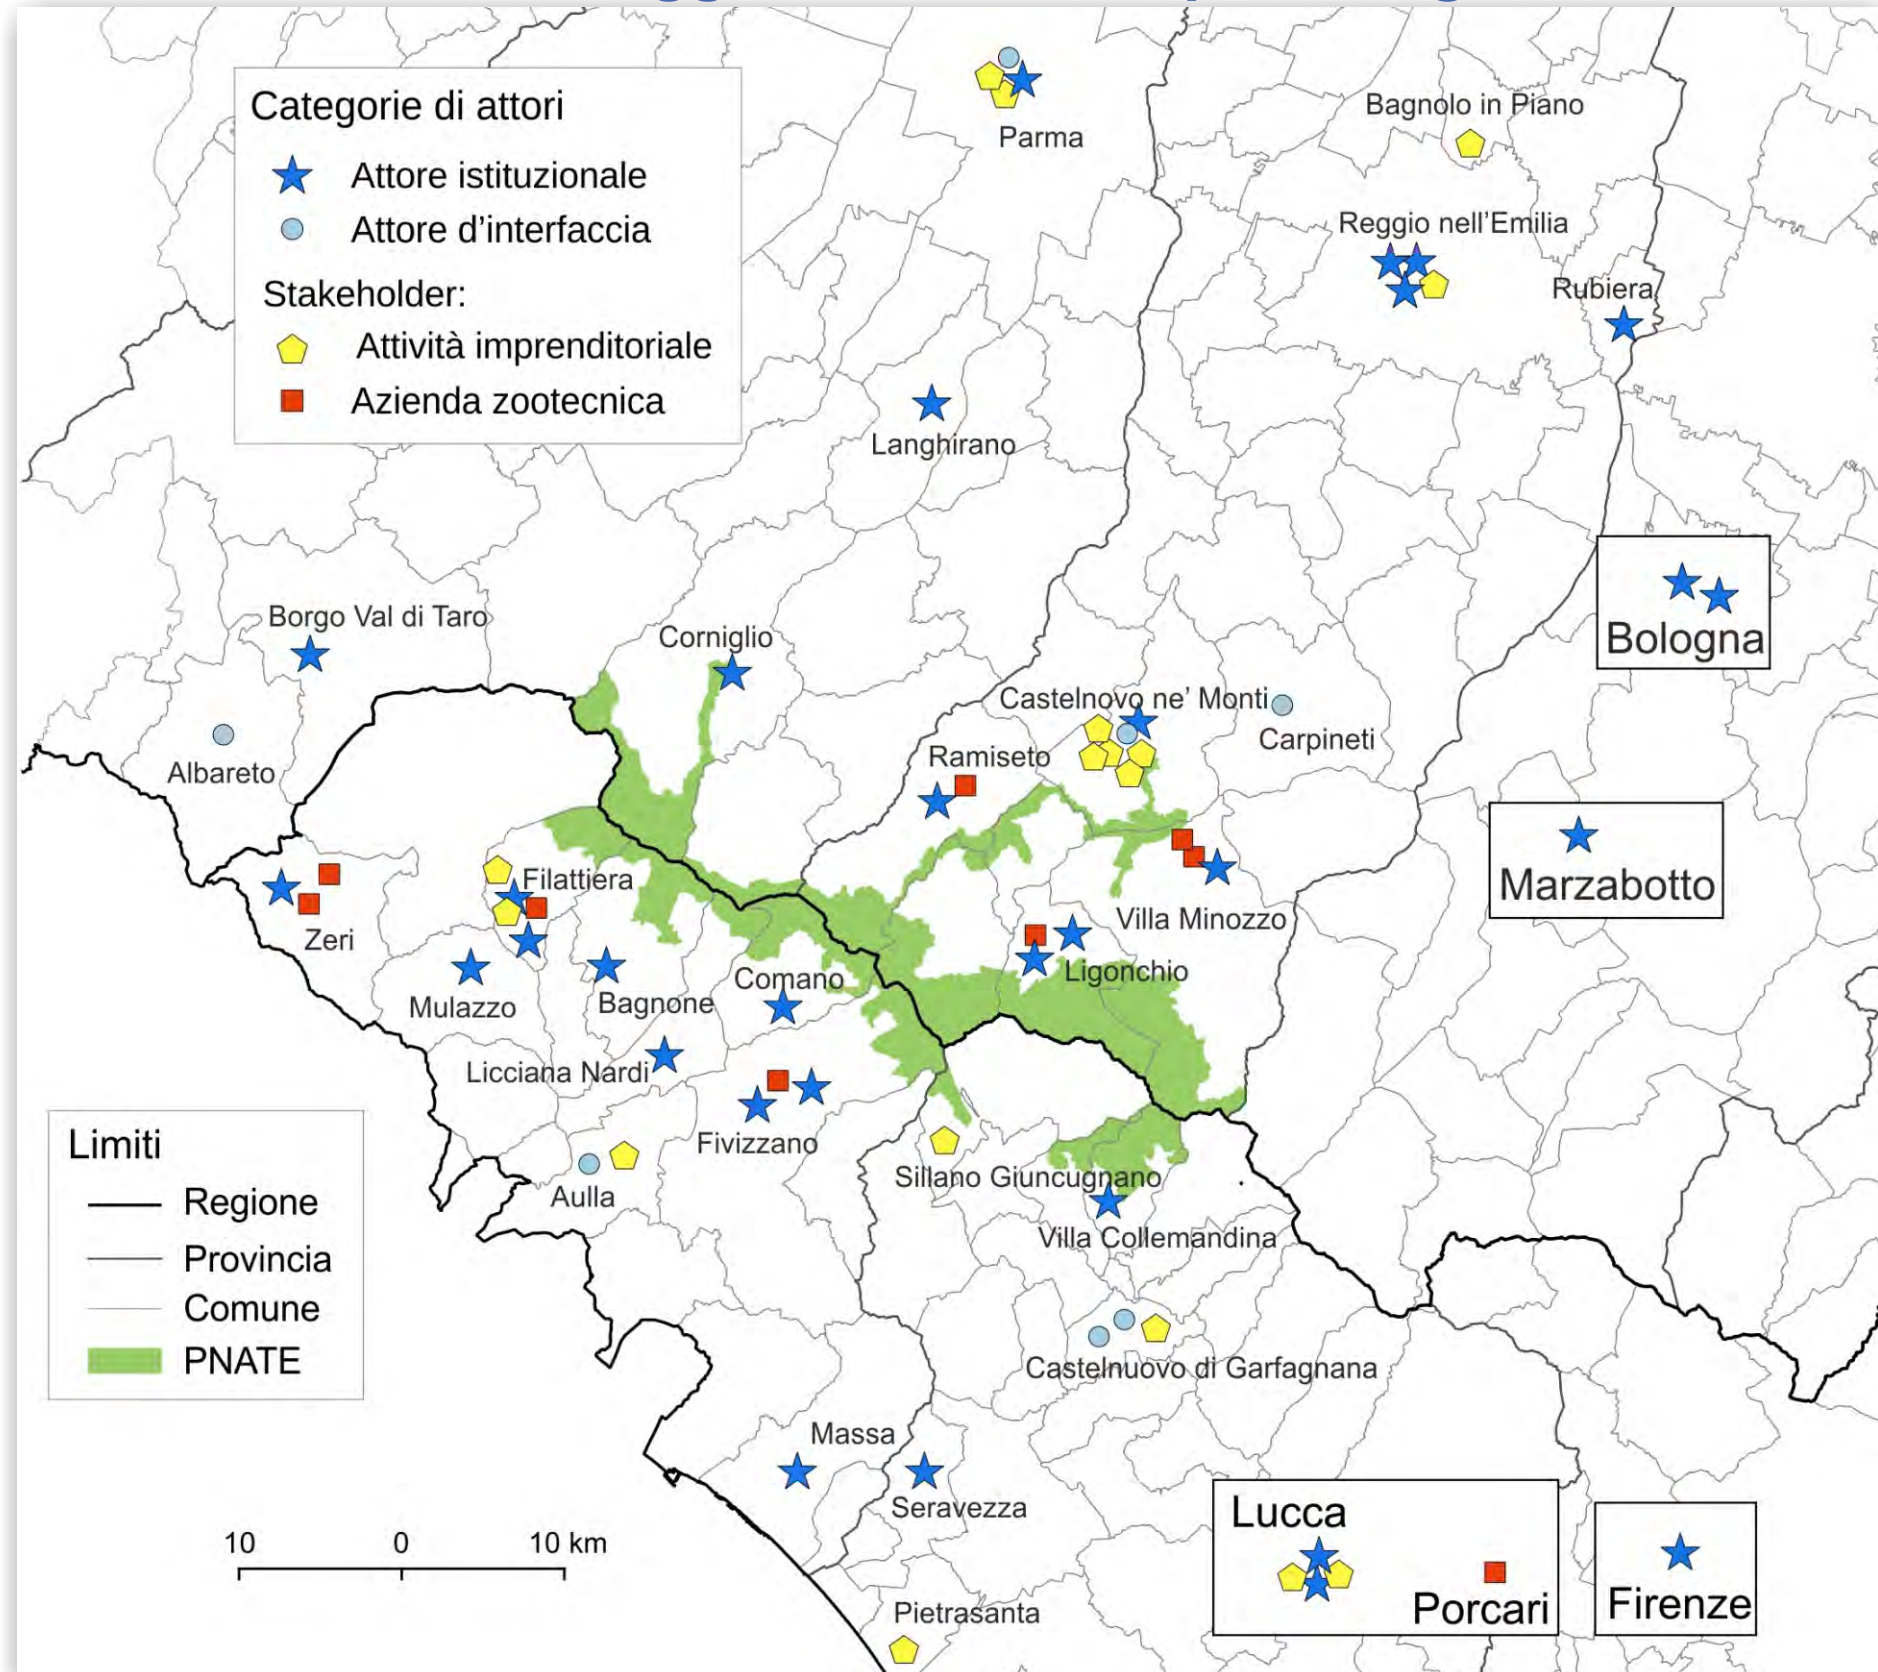 Categorie di attori
Attore istituzionale
Attore d'interfaccia
Stakeholder:
Attività imprenditoriale
Azienda zootecnica
Parma
Bagnolo in Piano
Reggio nell'Emilia
Rubiera
Langhirano
Bologna
Borgo Val di Taro
Corniglio
Castelnovo ne' Monti
Carpineti
Ramiseto
Albareto
Marzabotto
Filattiera
Villa Minozzo
Zeri
Ligonchio
Comano
Mulazzo
Bagnone
Licciana Nardi
Fivizzano
Sillano Giuncugnano
Aulla
Villa Collemandina
Limiti
Regione
Provincia
Comune
PNATE
Castelnuovo di Garfagnana
Massa
Seravezza
Lucca
Porcari
Firenze
10 0 10 km
Pietrasanta